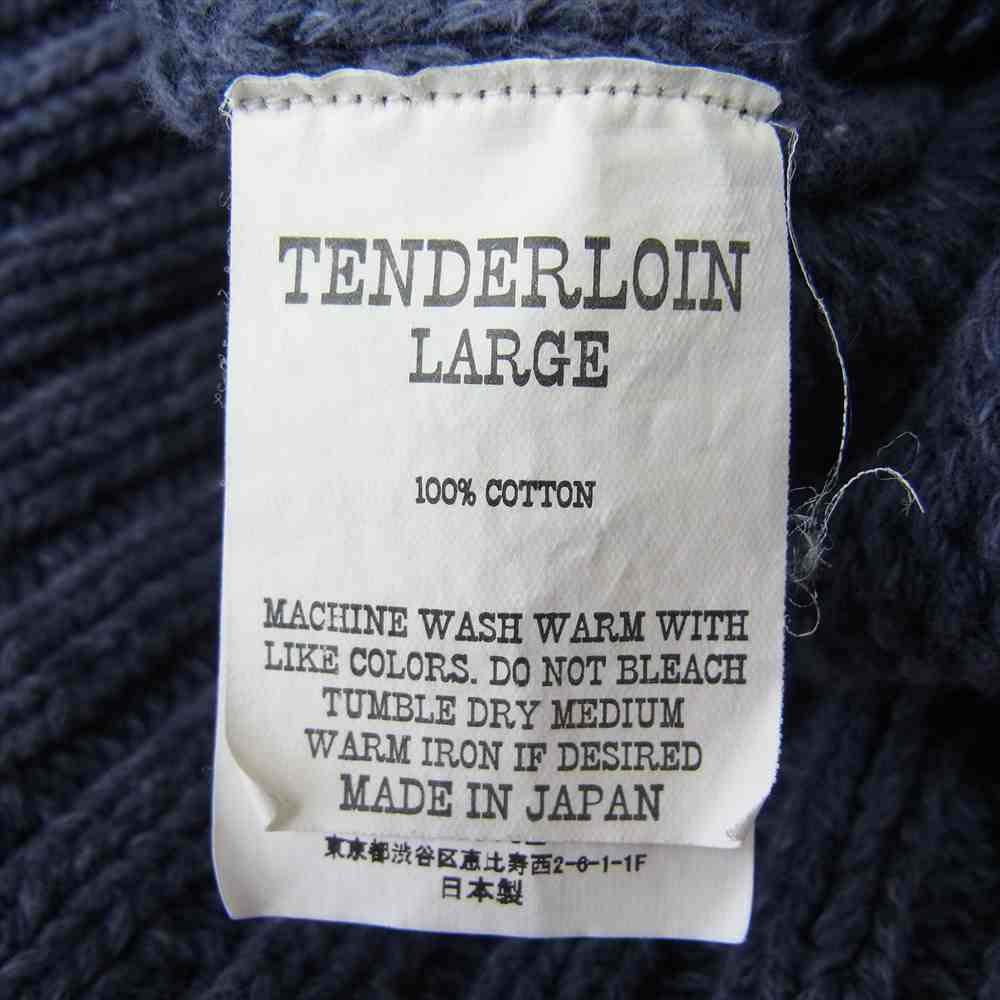 TENDERLOIN
LARGE
100% COTTON
MACHINE WASH WARM WITH
LIKE COLORS. DO NOT BLEACH
TUMBLE DRY MEDIUM
WARM IRON IF DESIRED
MADE IN JAPAN
東京都渋谷区恵比寿西2-6-1-1F
日本製